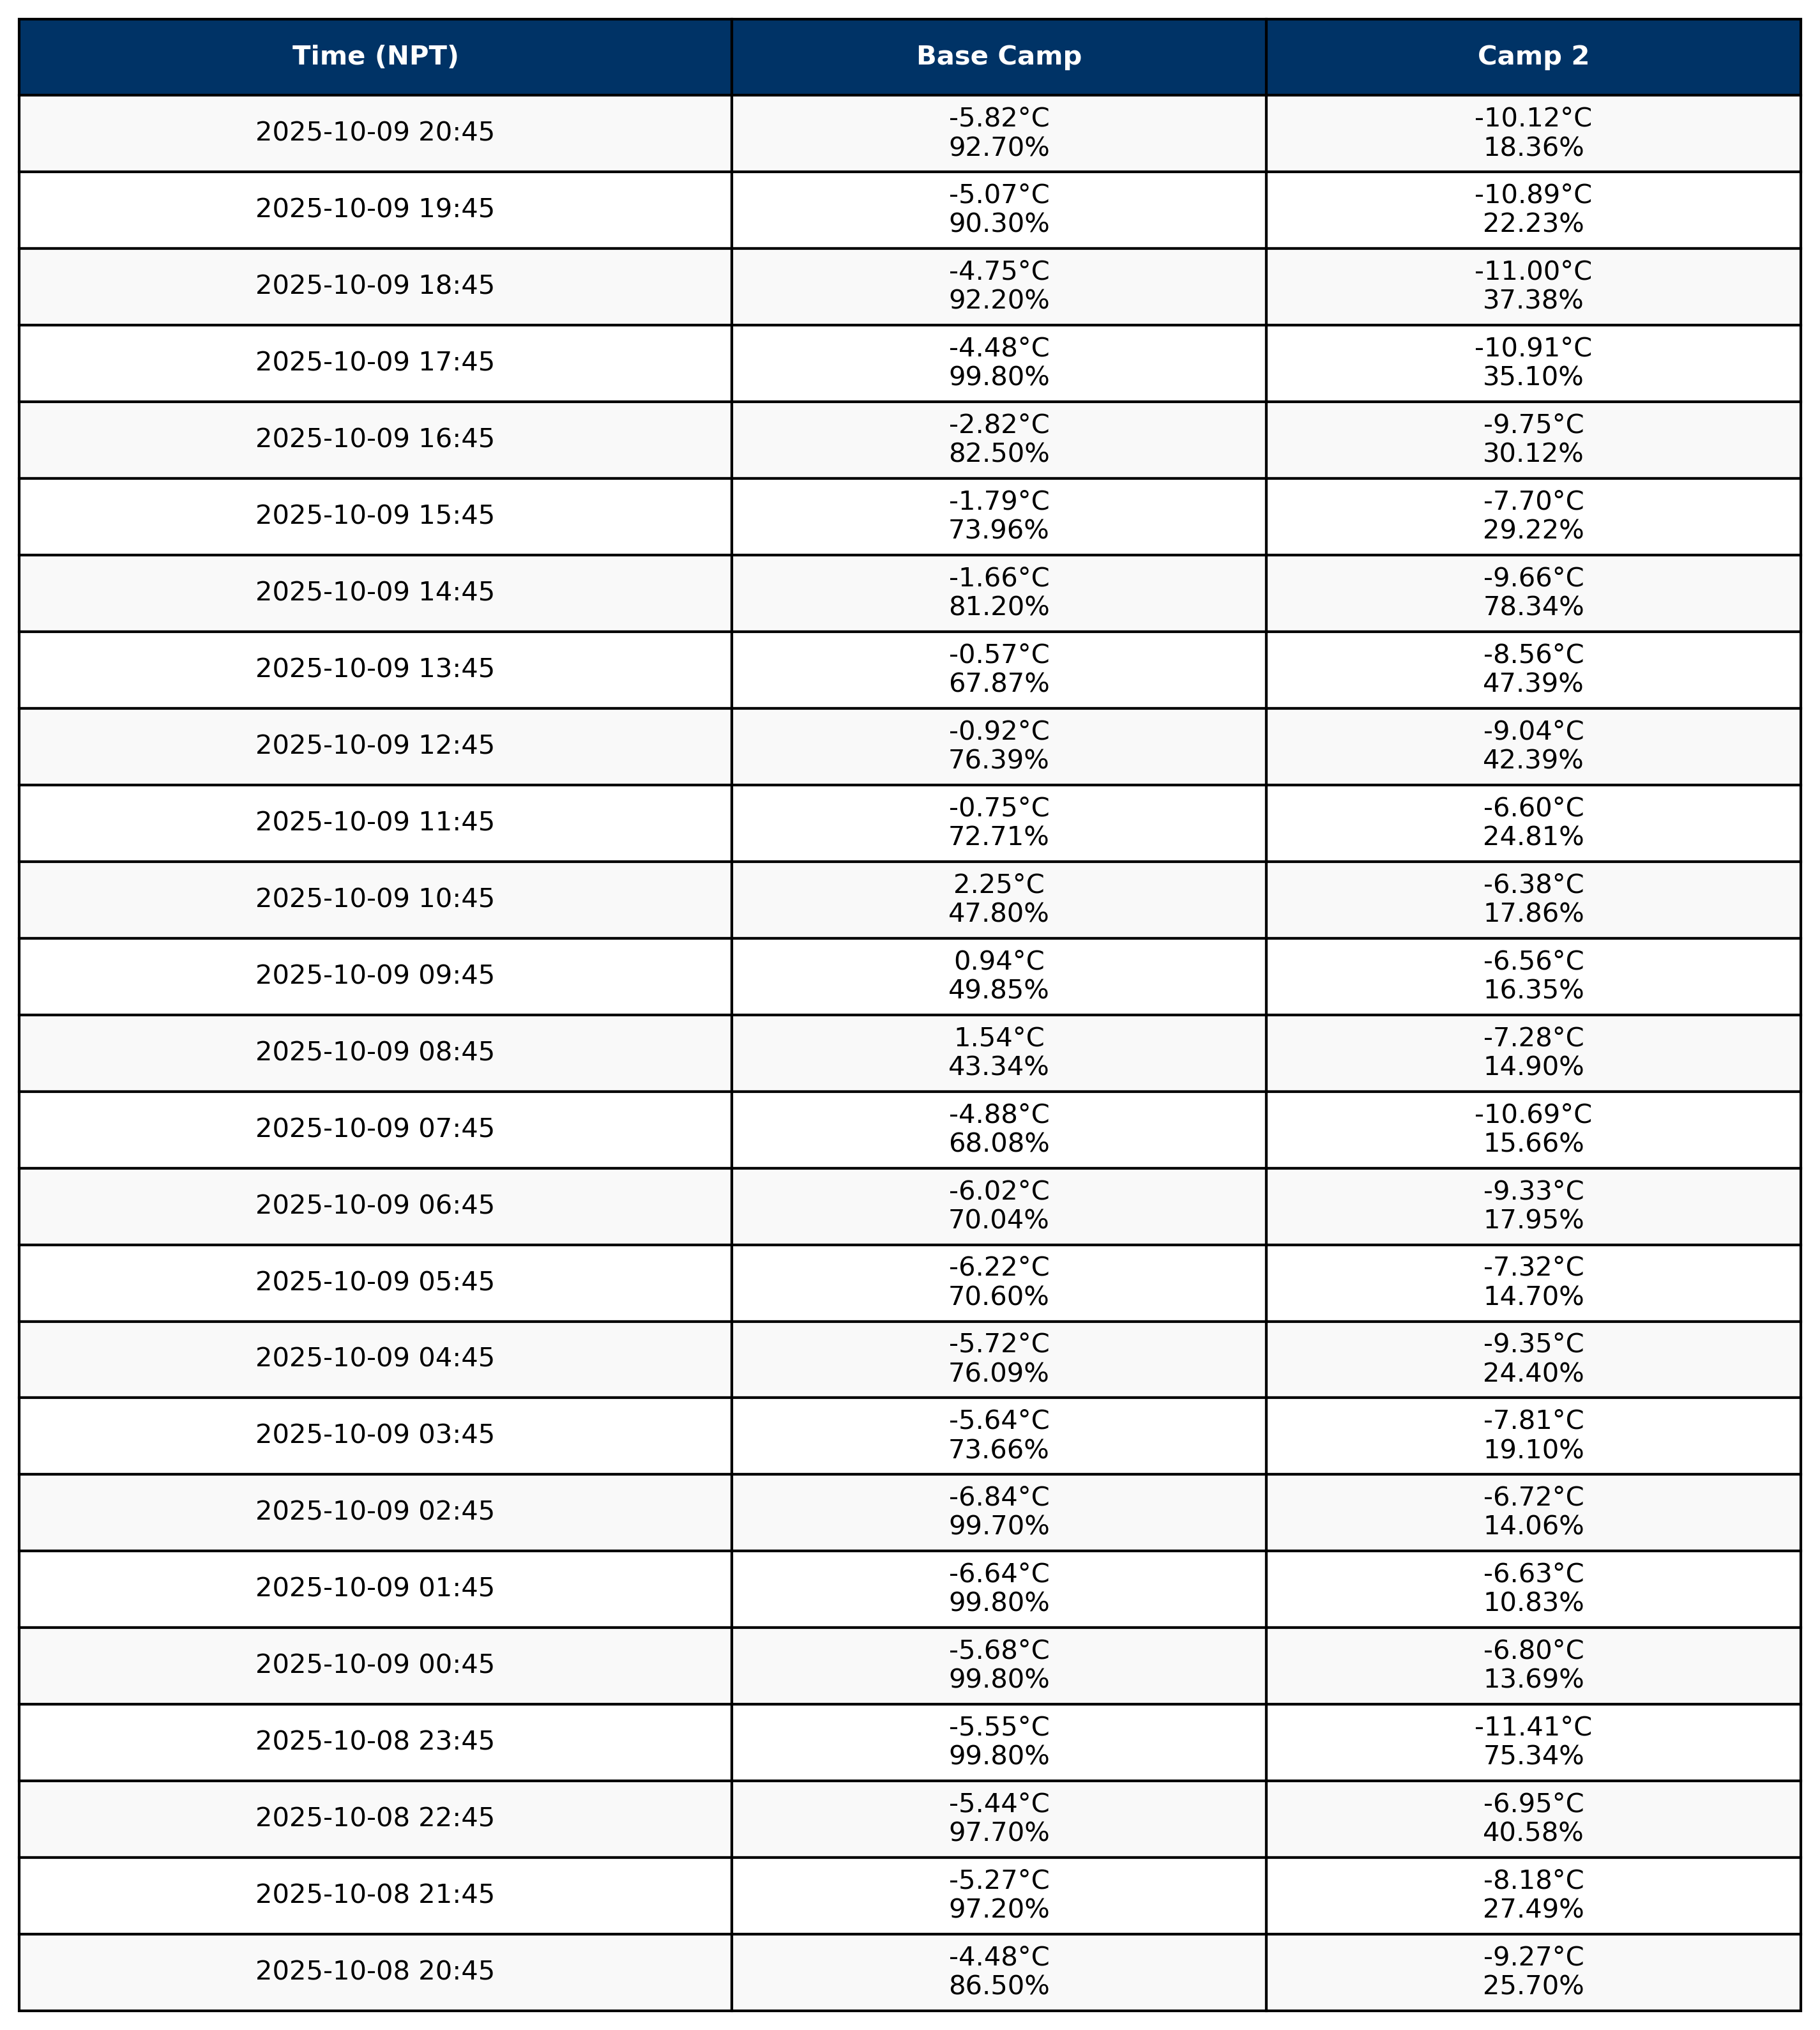 Time (NPT) Base Camp Camp 2
2025-10-09 20:45 -5.82°C -10.12°C
92.70% 18.36%
2025-10-09 19:45 -5.07°C -10.89°C
90.30% 22.23%
2025-10-09 18:45 -4.75°C -11.00°C
92.20% 37.38%
2025-10-09 17:45 -4.48°C -10.91°C
99.80% 35.10%
2025-10-09 16:45 -2.82°C -9.75°C
82.50% 30.12%
2025-10-09 15:45 -1.79°C -7.70°C
73.96% 29.22%
2025-10-09 14:45 -1.66°C -9.66°C
81.20% 78.34%
2025-10-09 13:45 -0.57°C -8.56°C
67.87% 47.39%
2025-10-09 12:45 -0.92°C -9.04°C
76.39% 42.39%
2025-10-09 11:45 -0.75°C -6.60°C
72.71% 24.81%
2025-10-09 10:45 2.25°C -6.38°C
47.80% 17.86%
2025-10-09 09:45 0.94°C -6.56°C
49.85% 16.35%
2025-10-09 08:45 1.54°C -7.28°C
43.34% 14.90%
2025-10-09 07:45 -4.88°C -10.69°C
68.08% 15.66%
2025-10-09 06:45 -6.02°C -9.33°C
70.04% 17.95%
2025-10-09 05:45 -6.22°C -7.32°C
70.60% 14.70%
2025-10-09 04:45 -5.72°C -9.35°C
76.09% 24.40%
2025-10-09 03:45 -5.64°C -7.81°C
73.66% 19.10%
2025-10-09 02:45 -6.84°C -6.72°C
99.70% 14.06%
2025-10-09 01:45 -6.64°C -6.63°C
99.80% 10.83%
2025-10-09 00:45 -5.68°C -6.80°C
99.80% 13.69%
2025-10-08 23:45 -5.55°C -11.41°C
99.80% 75.34%
2025-10-08 22:45 -5.44°C -6.95°C
97.70% 40.58%
2025-10-08 21:45 -5.27°C -8.18°C
97.20% 27.49%
2025-10-08 20:45 -4.48°C -9.27°C
86.50% 25.70%